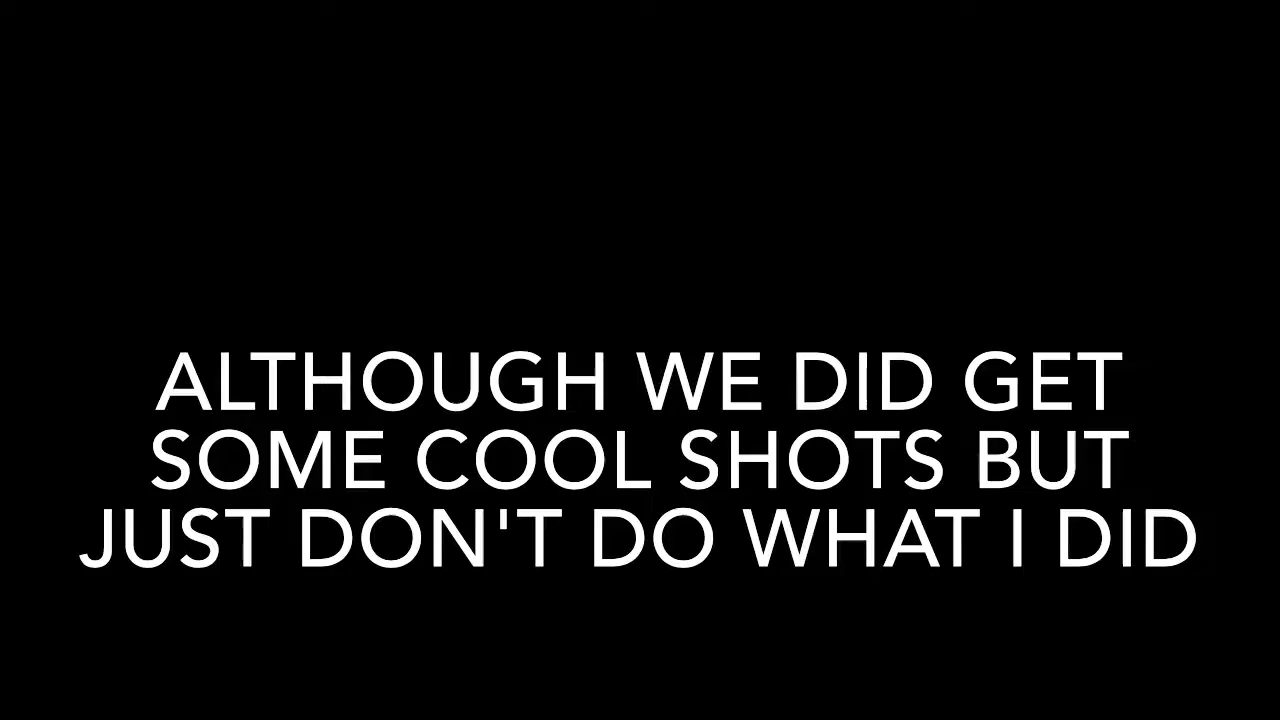 ALTHOUGH WE DID GET
SOME COOL SHOTS BUT
JUST DON'T DO WHAT I DID